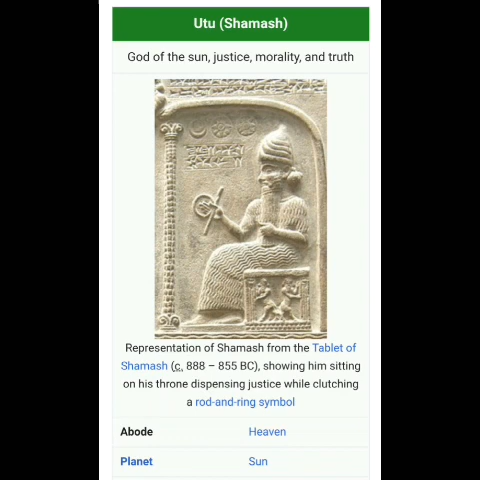 Utu (Shamash)
God of the sun, justice, morality, and truth
Representation of Shamash from the Tablet of
Shamash (c. 888 – 855 BC), showing him sitting
on his throne dispensing justice while clutching
a rod-and-ring symbol
Abode Heaven
Planet Sun